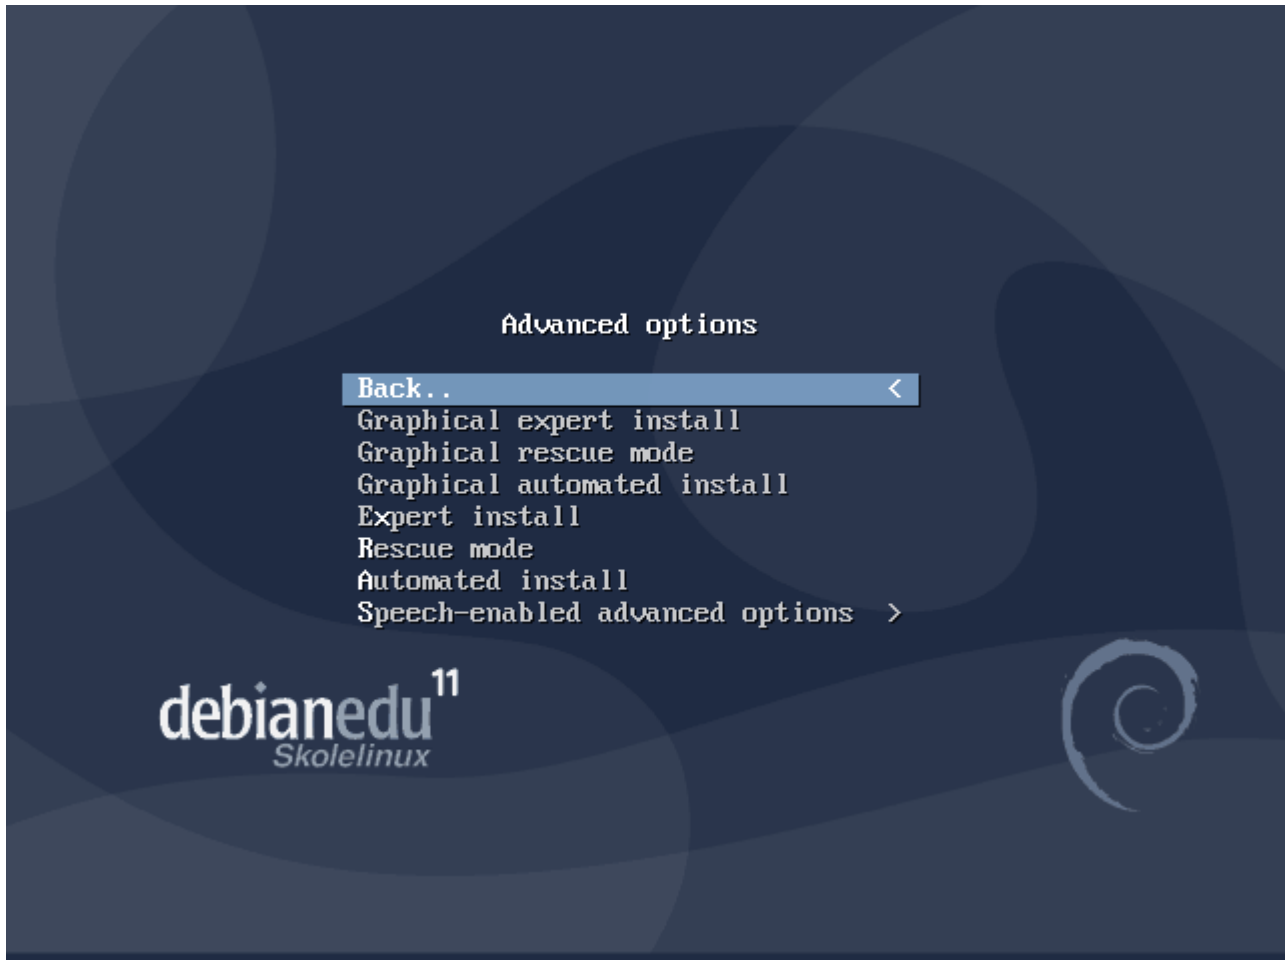 Advanced options
Back.. <
Graphical expert install
Graphical rescue mode
Graphical automated install
Expert install
Rescue mode
Automated install
Speech-enabled advanced options >
debianedu 11
Skolelinux